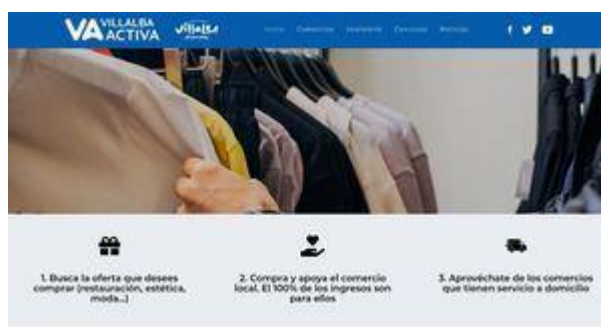 VILLALBA
ACTIVA
villalba
Inicio Comercios Hostelería Concurso Noticias
1. Busca la oferta que desees
comprar (restauración, estética,
moda...)
2. Compra y apoya el comercio
local. El 100% de los ingresos son
para ellos
3. Aprovéchate de los comercios
que tienen servicio a domicilio